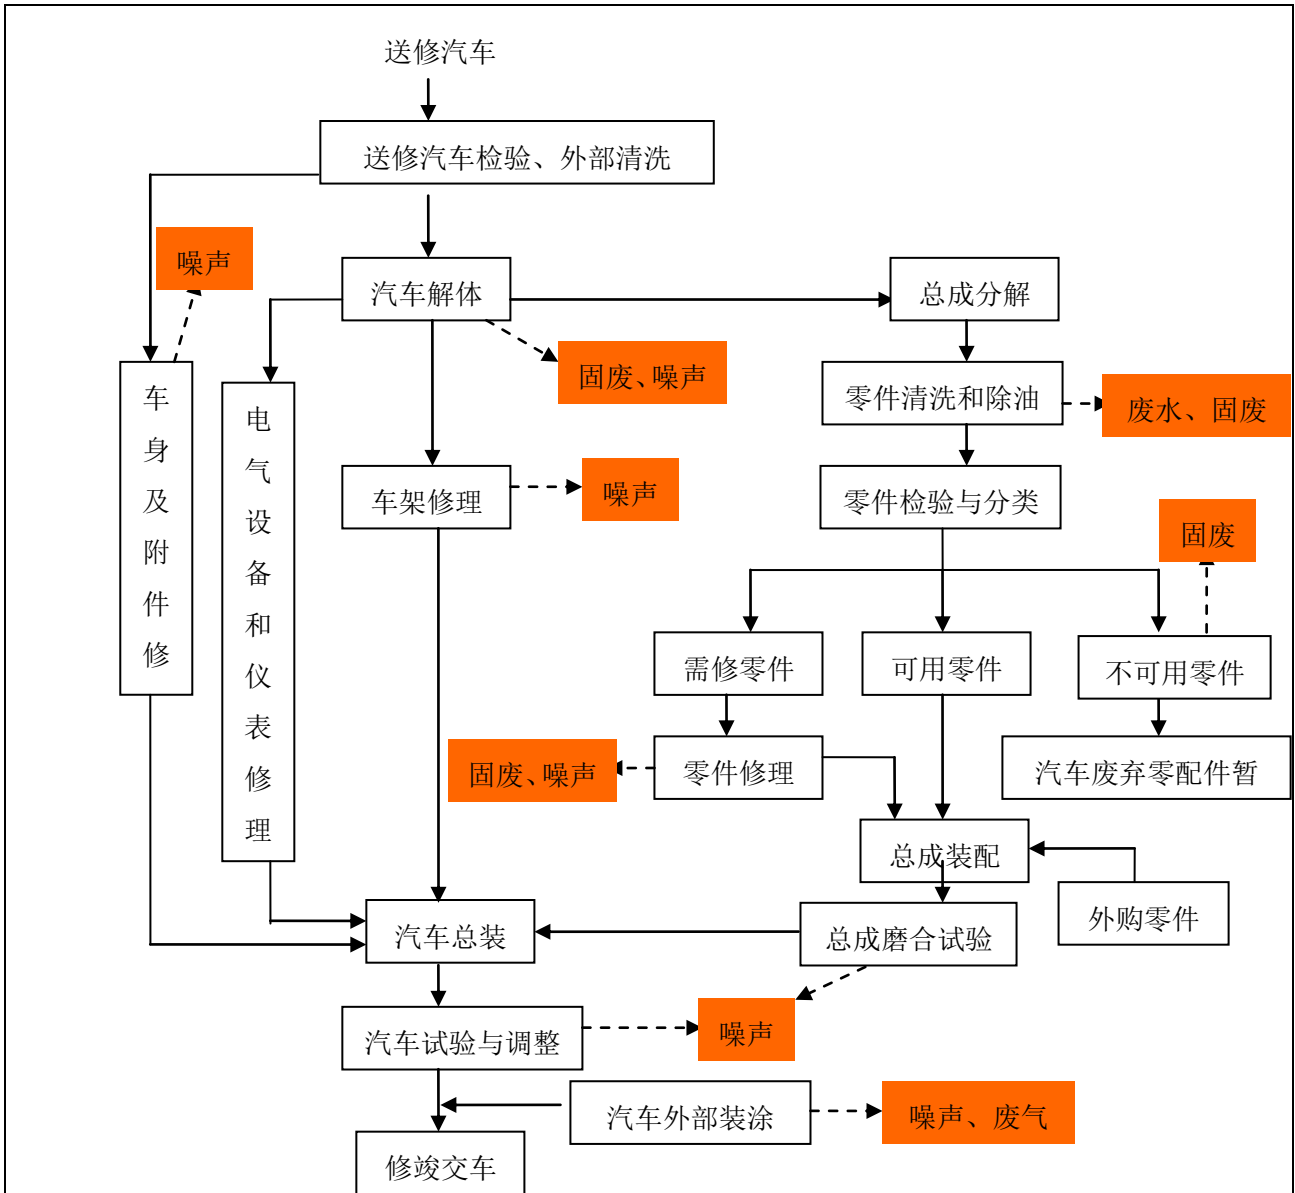 送修汽车
送修汽车检验、外部清洗
噪声
汽车解体
总成分解
固废、噪声
零件清洗和除油
废水、固废
车身及附件修
电气设备和仪表修理
车架修理
噪声
零件检验与分类
固废
需修零件
可用零件
不可用零件
固废、噪声
零件修理
汽车废弃零配件暂
总成装配
外购零件
汽车总装
总成磨合试验
汽车试验与调整
噪声
汽车外部装涂
噪声、废气
修竣交车